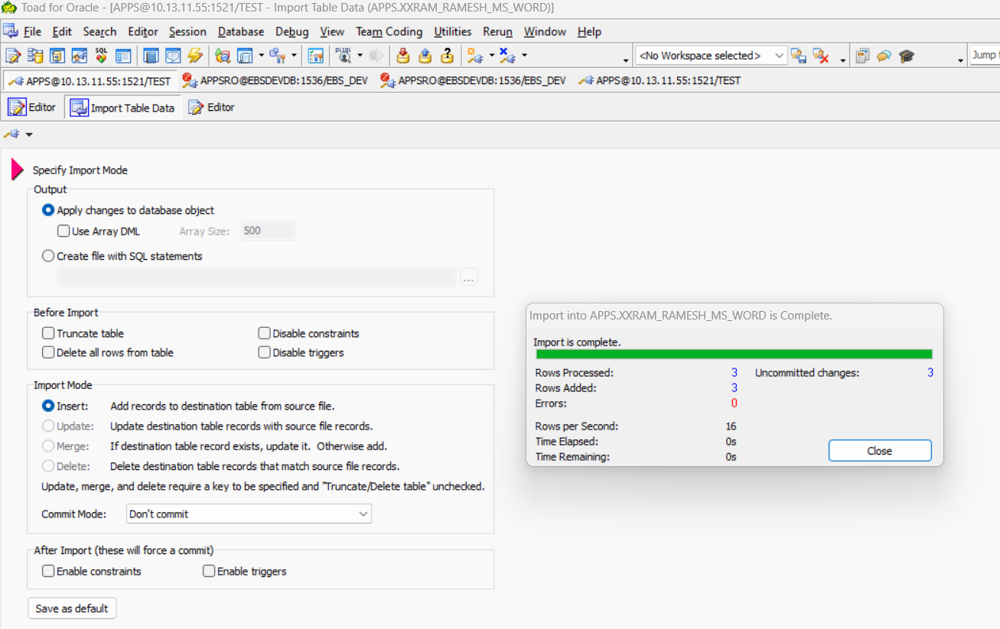 Toad for Oracle - [APPS@10.13.11.55:1521/TEST - Import Table Data (APPS.XXRAM_RAMESH_MS_WORD)]
File Edit Search Editor Session Database Debug View Team Coding Utilities Rerun Window Help
SQL PLSQL <No Workspace selected> Jump t
APPS@10.13.11.55:1521/TEST APPSRO@EBSDEVDB:1536/EBS_DEV APPSRO@EBSDEVDB:1536/EBS_DEV APPS@10.13.11.55:1521/TEST
Editor Import Table Data Editor
Specify Import Mode
Output
Apply changes to database object
Use Array DML Array Size: 500
Create file with SQL statements
...
Before Import
Truncate table Disable constraints
Delete all rows from table Disable triggers
Import Mode
Insert: Add records to destination table from source file.
Update: Update destination table records with source file records.
Merge: If destination table record exists, update it. Otherwise add.
Delete: Delete destination table records that match source file records.
Update, merge, and delete require a key to be specified and "Truncate/Delete table" unchecked.
Commit Mode: Don't commit
After Import (these will force a commit)
Enable constraints Enable triggers
Save as default
Import into APPS.XXRAM_RAMESH_MS_WORD is Complete.
Import is complete.
Rows Processed: 3 Uncommitted changes: 3
Rows Added: 3
Errors: 0
Rows per Second: 16
Time Elapsed: 0s
Time Remaining: 0s
Close